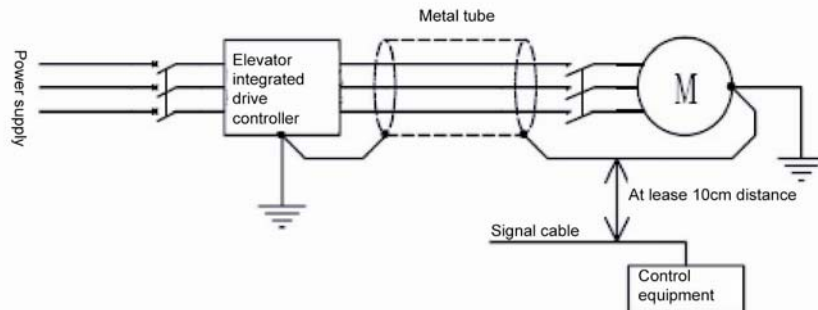 Metal tube
Power supply
Elevator
integrated
drive
controller
M
At lease 10cm distance
Signal cable
Control
equipment